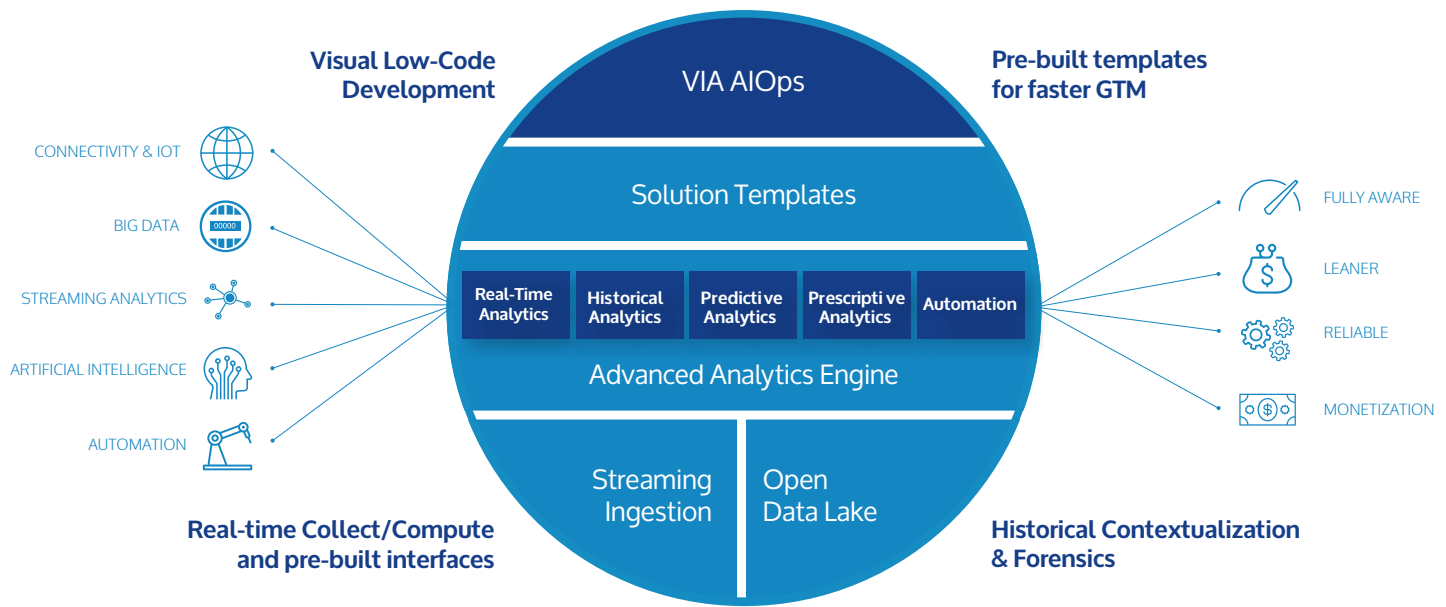 Visual Low-Code
Development
Pre-built templates
for faster GTM
CONNECTIVITY & IOT
BIG DATA
00000
STREAMING ANALYTICS
ARTIFICIAL INTELLIGENCE
AUTOMATION
VIA AIOps
Solution Templates
Real-Time
Analytics
Historical
Analytics
Predictive
Analytics
Prescriptive
Analytics
Automation
Advanced Analytics Engine
Streaming
Ingestion
Open
Data Lake
FULLY AWARE
$
LEANER
RELIABLE
$
MONETIZATION
Real-time Collect/Compute
and pre-built interfaces
Historical Contextualization
& Forensics